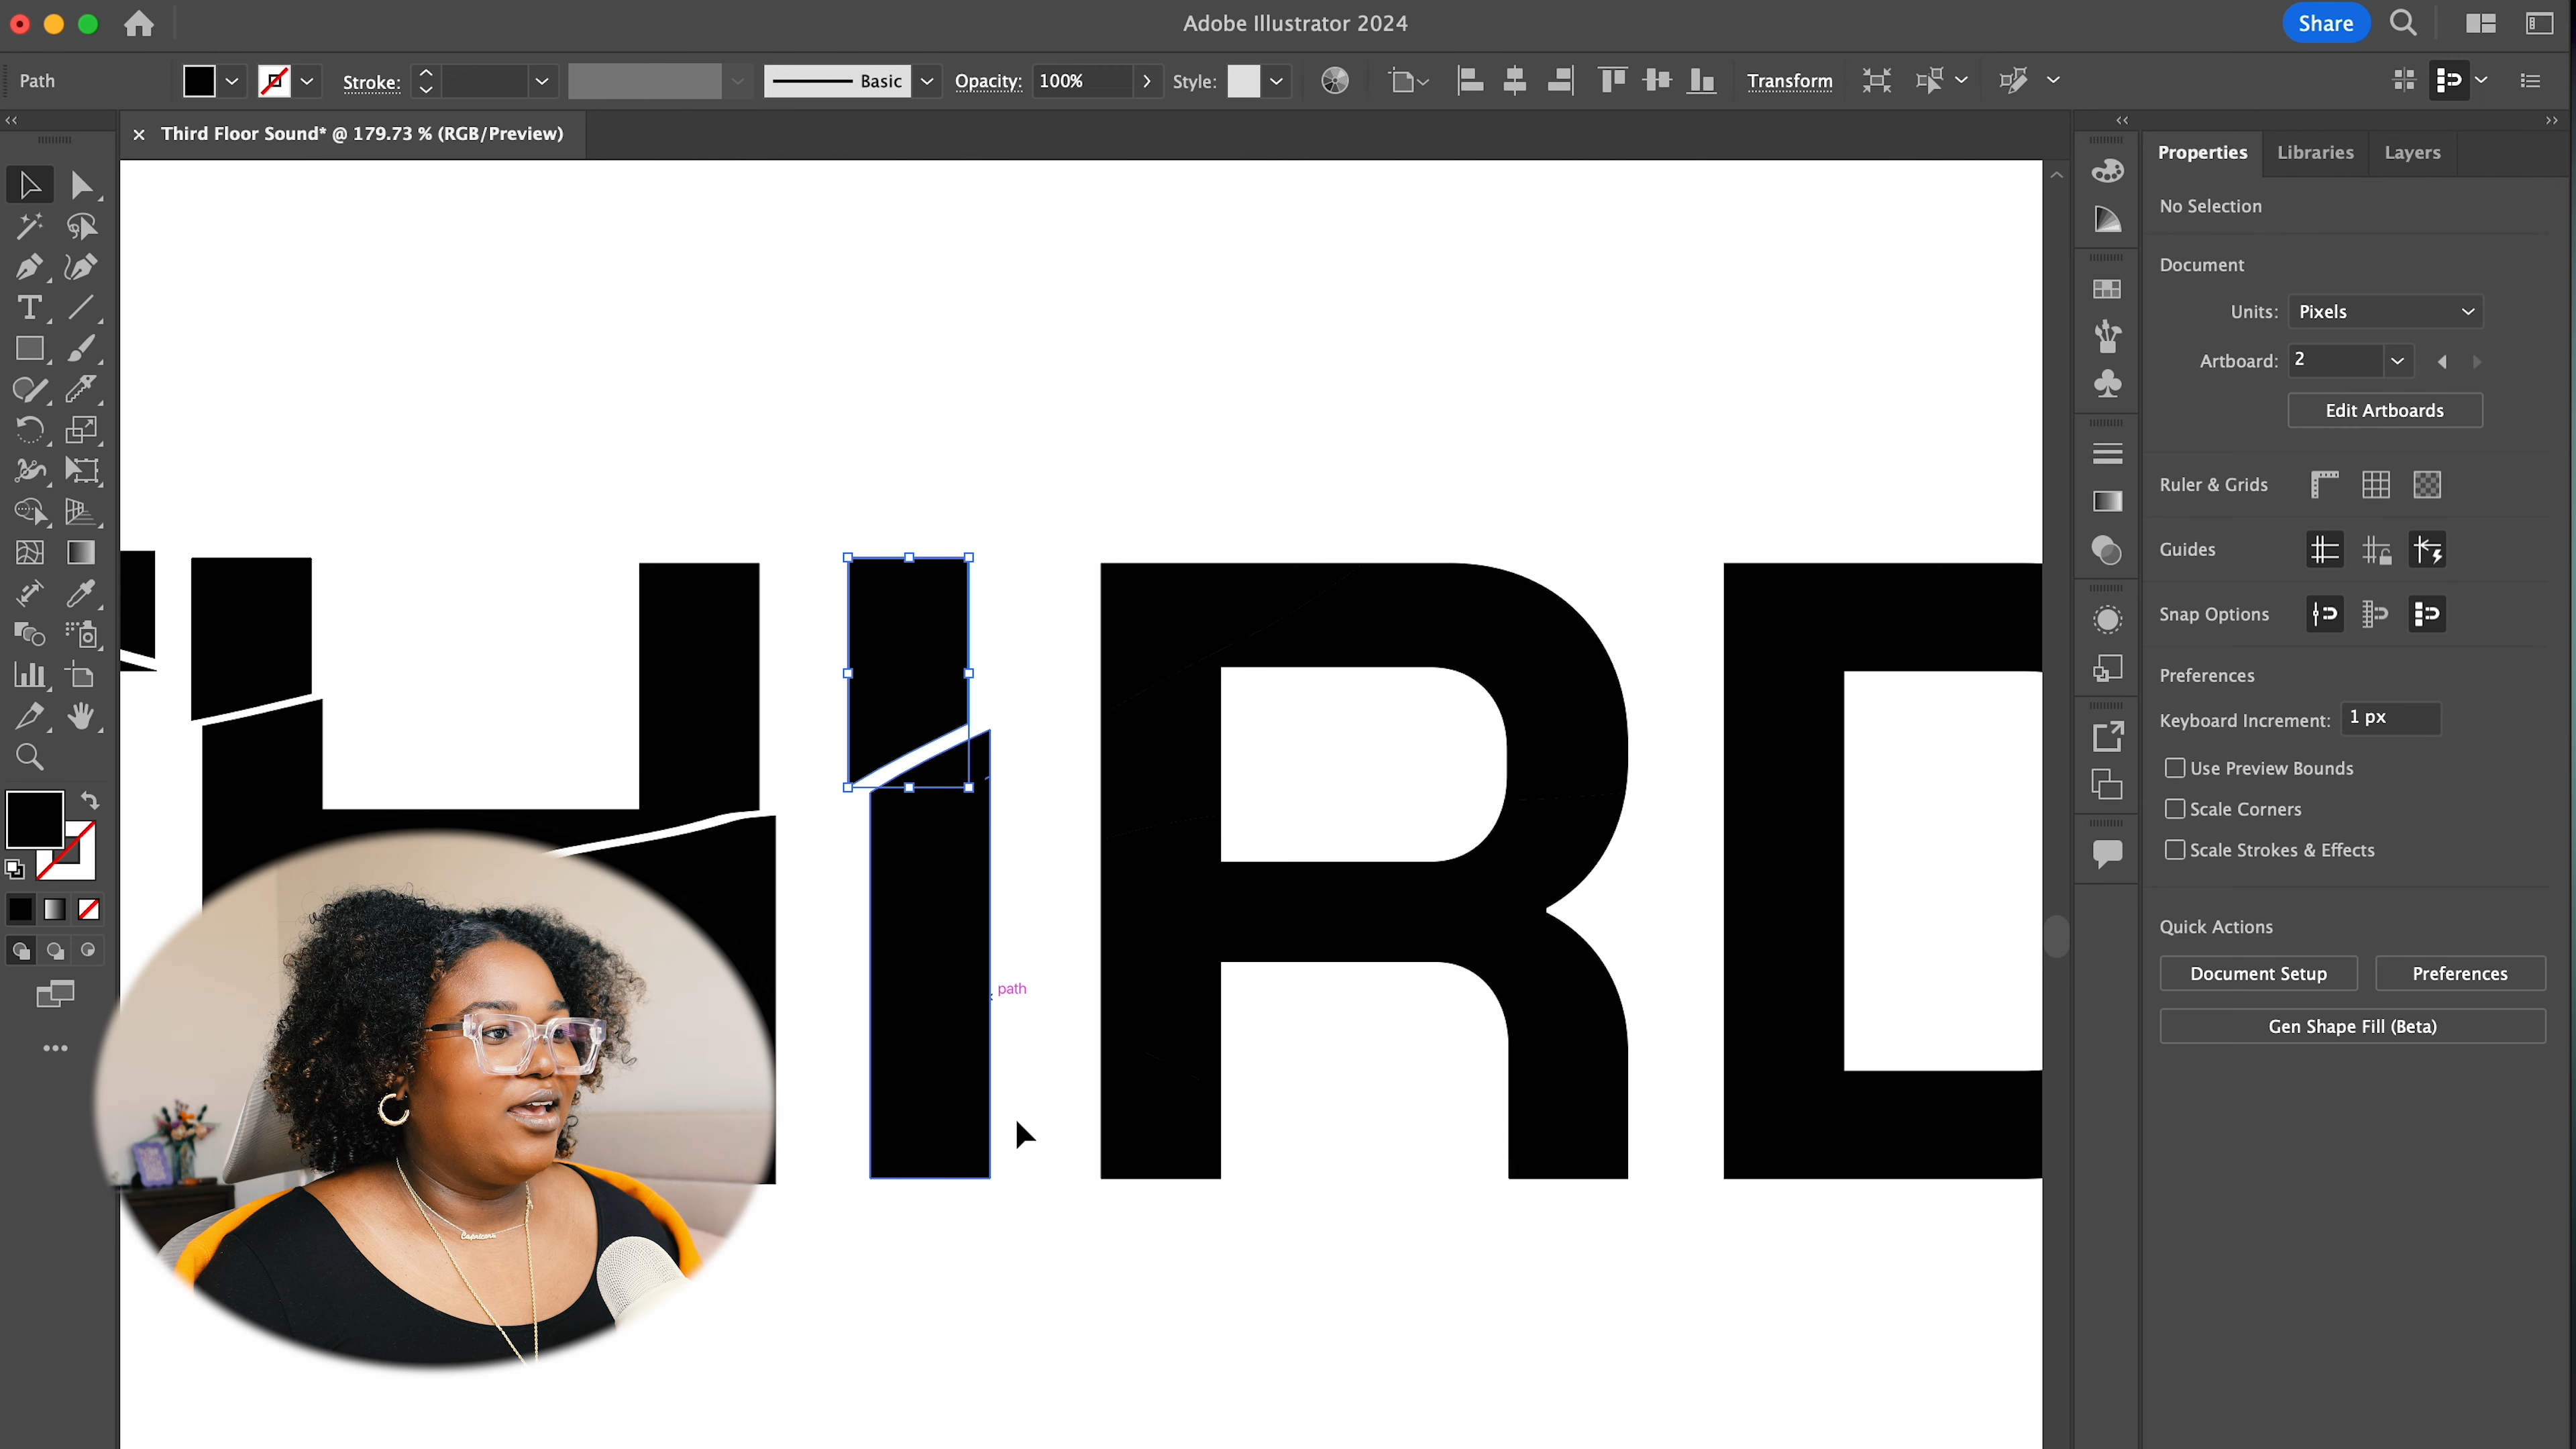 Adobe Illustrator 2024
Share
Path
Stroke:
Basic
Opacity: 100%
Style:
Transform
× Third Floor Sound* @ 179.73 % (RGB/Preview)
Properties Libraries Layers
No Selection
Document
Units: Pixels
Artboard: 2
Edit Artboards
Ruler & Grids
Guides
Snap Options
Preferences
Keyboard Increment: 1 px
Use Preview Bounds
Scale Corners
Scale Strokes & Effects
Quick Actions
Document Setup Preferences
Gen Shape Fill (Beta)
HIRD
path
Capricorn